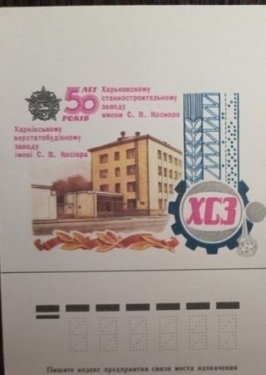 50 ЛЕТ
РОКІВ
Харьковскому
станкостроительному
заводу
имени С. В. Косиора
Харківському
верстатобудівному
заводу
імені С. В. Косіора
ХСЗ
Пишите индекс предприятия связи места назначения